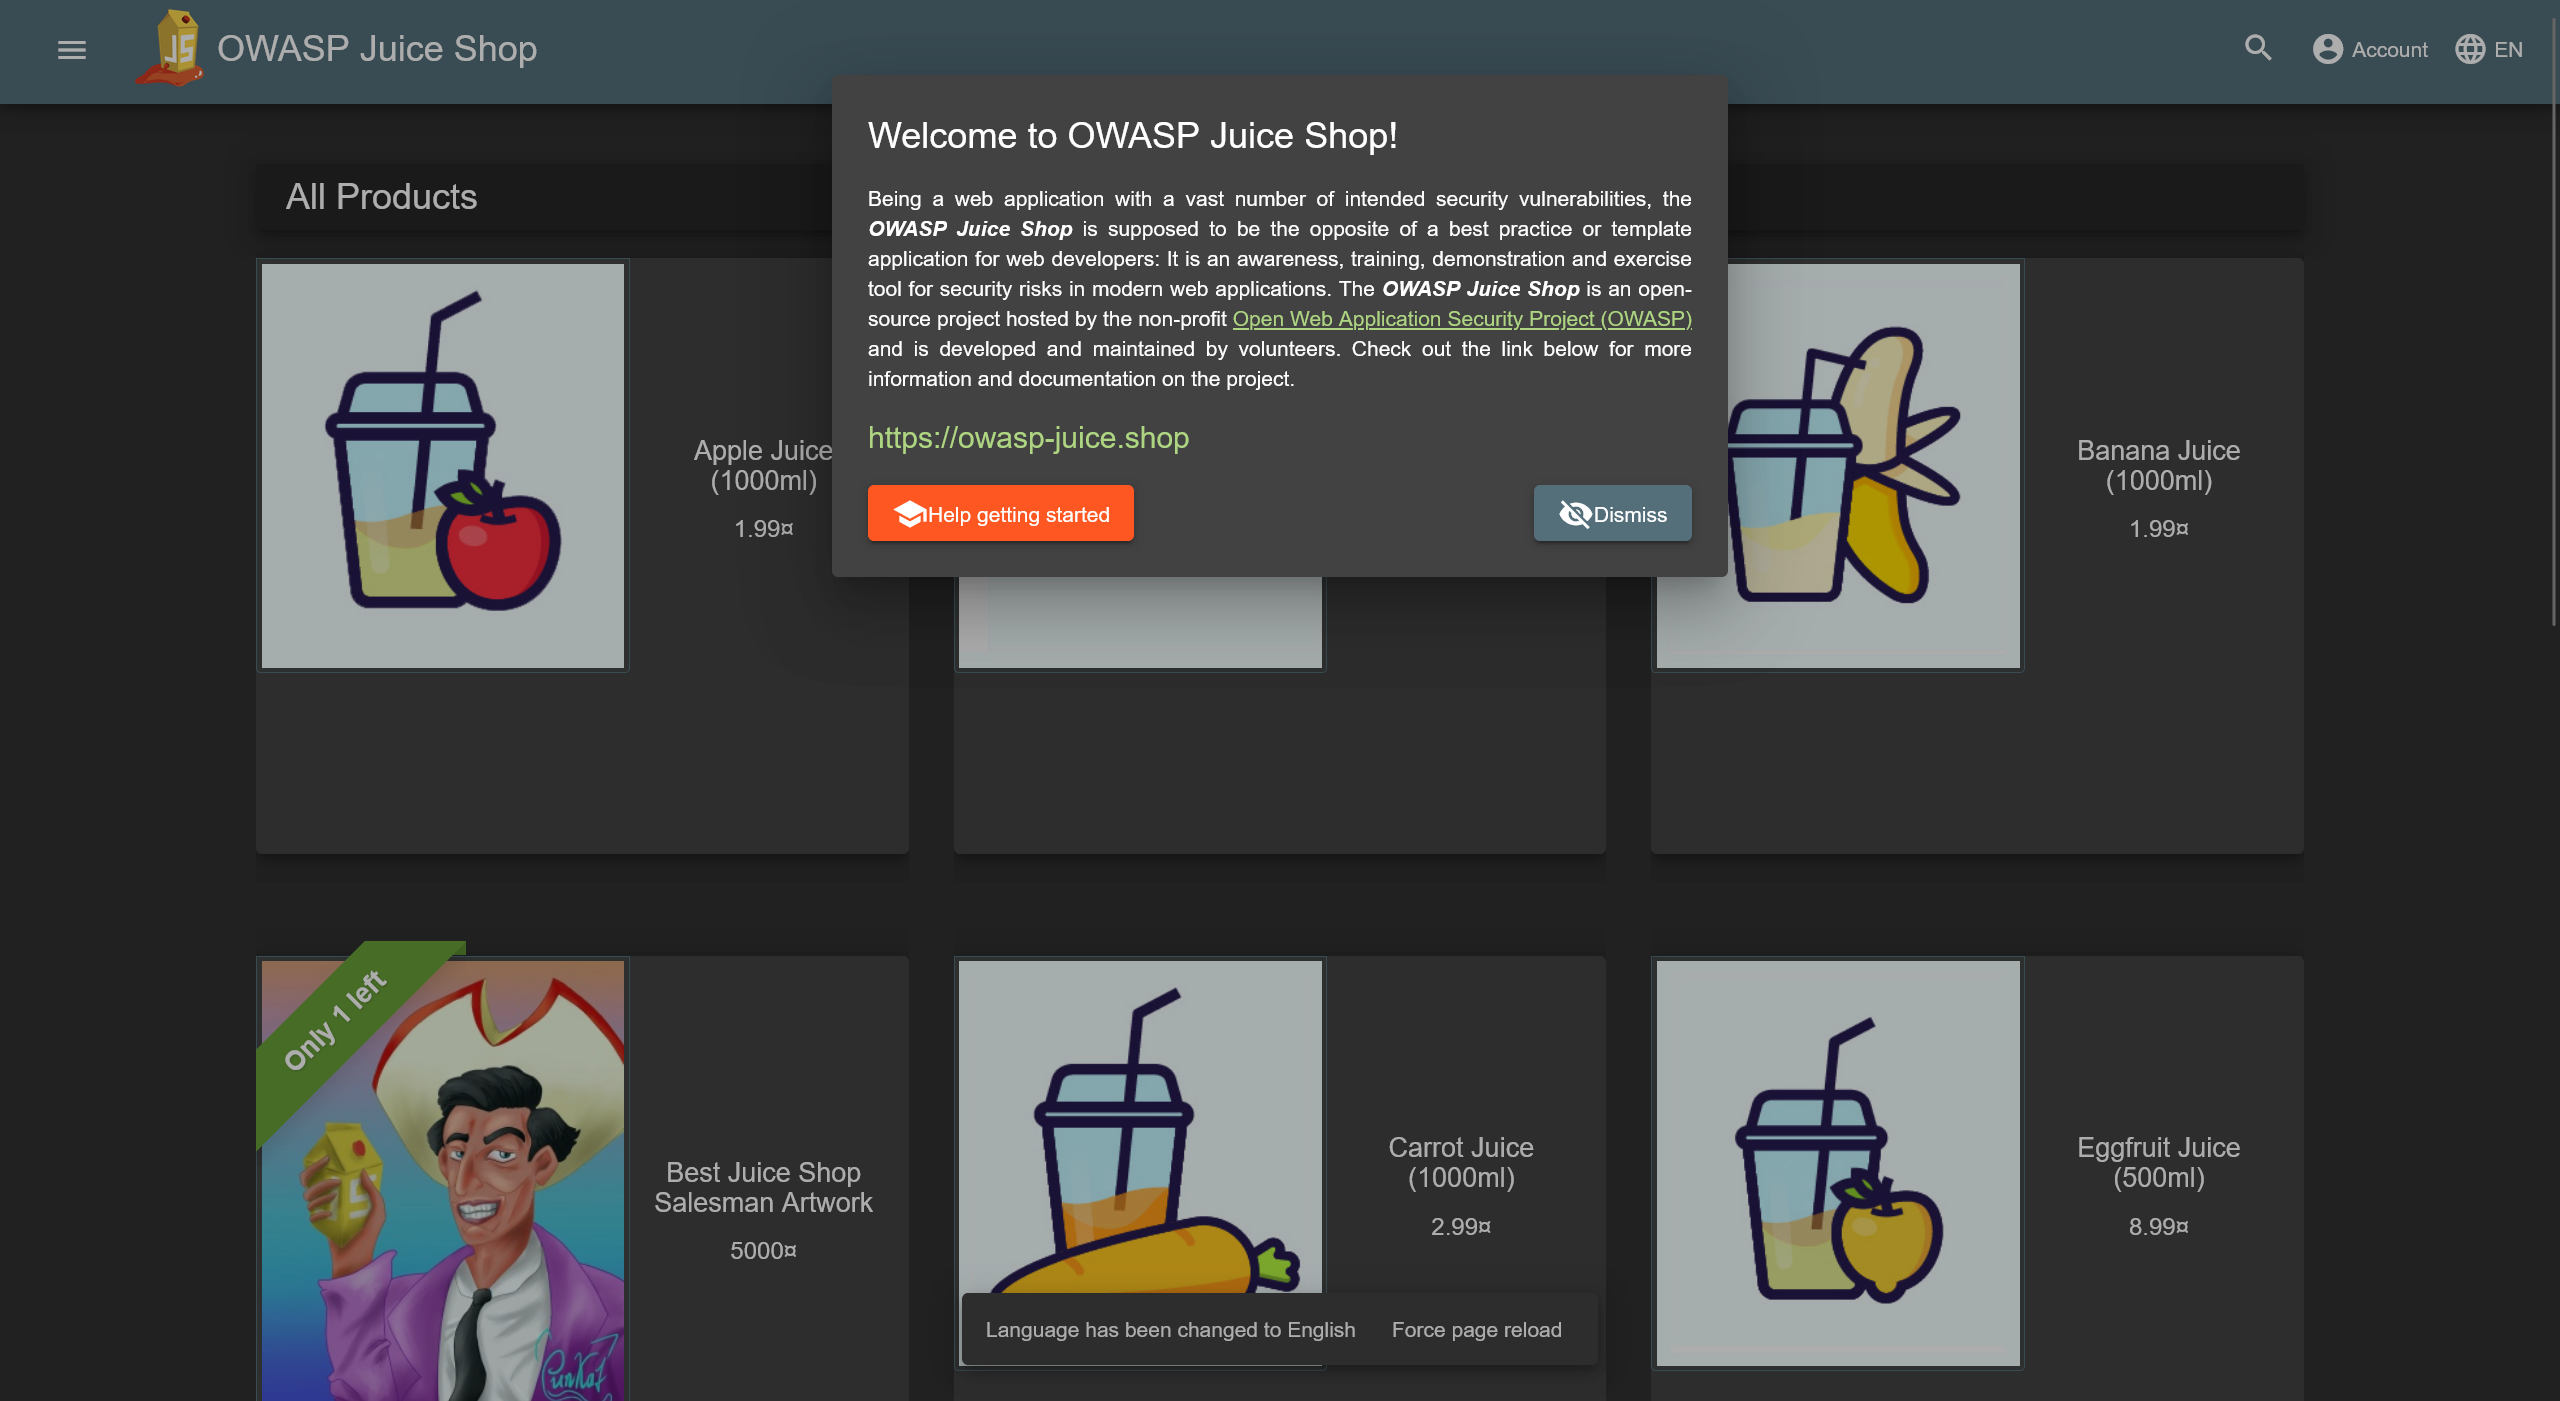 OWASP Juice Shop
Account
EN
All Products
Welcome to OWASP Juice Shop!
Being a web application with a vast number of intended security vulnerabilities, the
OWASP Juice Shop is supposed to be the opposite of a best practice or template
application for web developers: It is an awareness, training, demonstration and exercise
tool for security risks in modern web applications. The OWASP Juice Shop is an open-
source project hosted by the non-profit Open Web Application Security Project (OWASP)
and is developed and maintained by volunteers. Check out the link below for more
information and documentation on the project.
https://owasp-juice.shop
Help getting started
Dismiss
Apple Juice
(1000ml)
1.99¤
Banana Juice
(1000ml)
1.99¤
Only 1 left
Best Juice Shop
Salesman Artwork
5000¤
Carrot Juice
(1000ml)
2.99¤
Eggfruit Juice
(500ml)
8.99¤
Language has been changed to English
Force page reload
JS